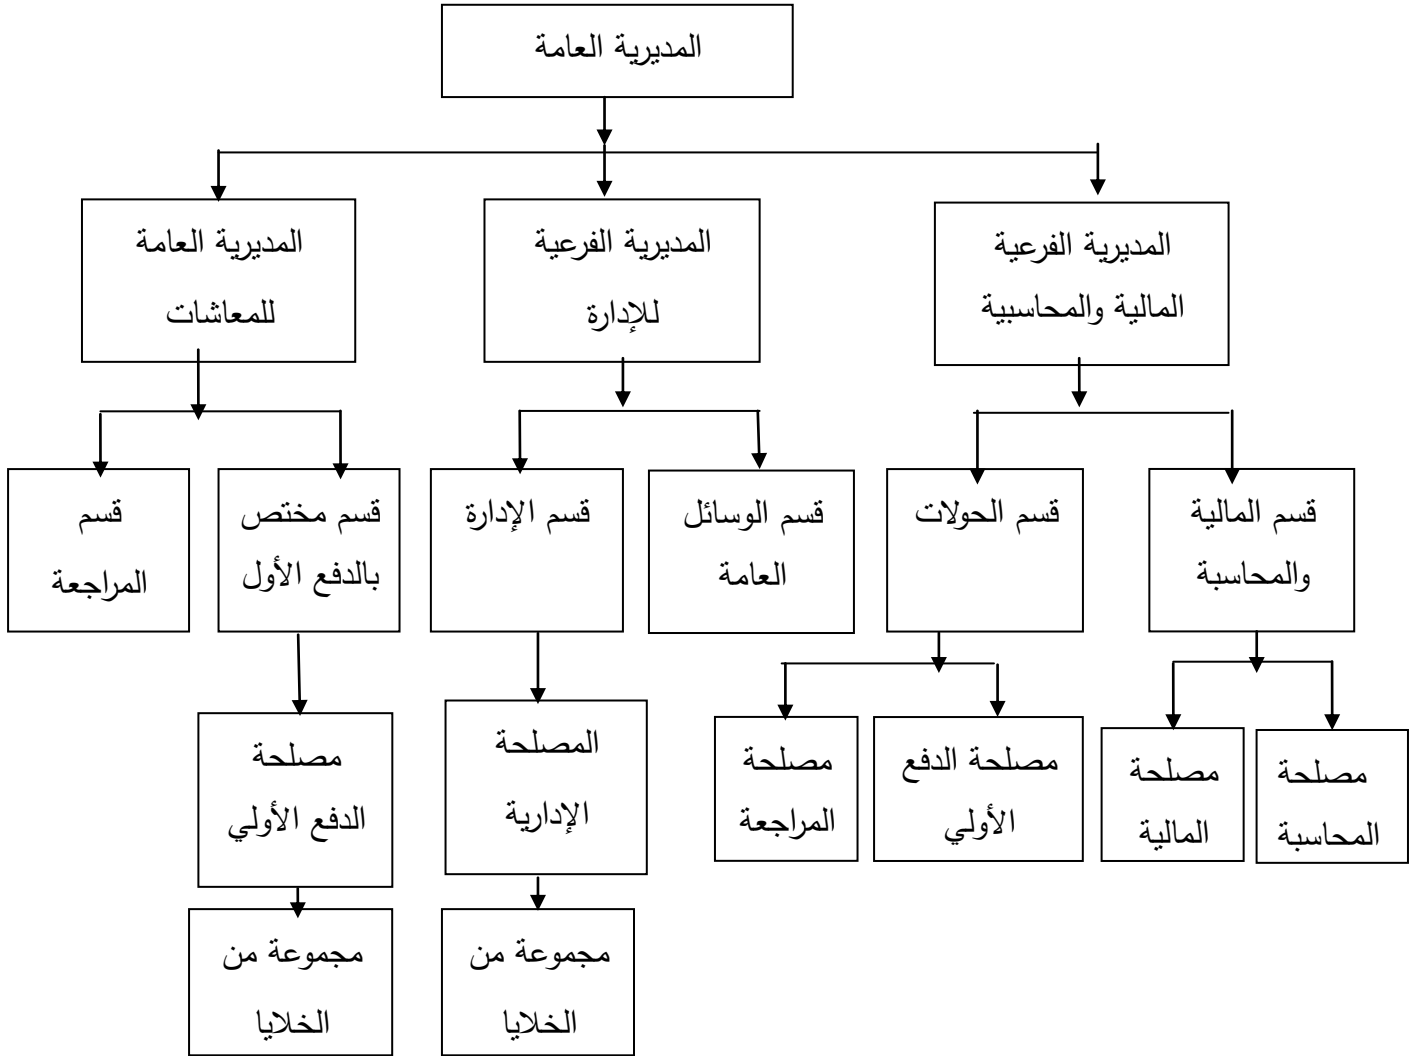 المديرية العامة
المديرية الفرعية
المالية والمحاسبية
المديرية الفرعية
للإدارة
المديرية العامة
للمعاشات
قسم المالية
والمحاسبة
قسم الحولات
قسم الوسائل
العامة
قسم الإدارة
قسم مختص
بالدفع الأول
قسم
المراجعة
مصلحة
المحاسبة
مصلحة
المالية
مصلحة الدفع
الأولي
مصلحة
المراجعة
المصلحة
الإدارية
مصلحة
الدفع الأولي
مجموعة من
الخلايا
مجموعة من
الخلايا